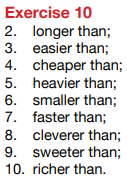 Exercise 10
2. longer than;
3. easier than;
4. cheaper than;
5. heavier than;
6. smaller than;
7. faster than;
8. cleverer than;
9. sweeter than;
10. richer than.